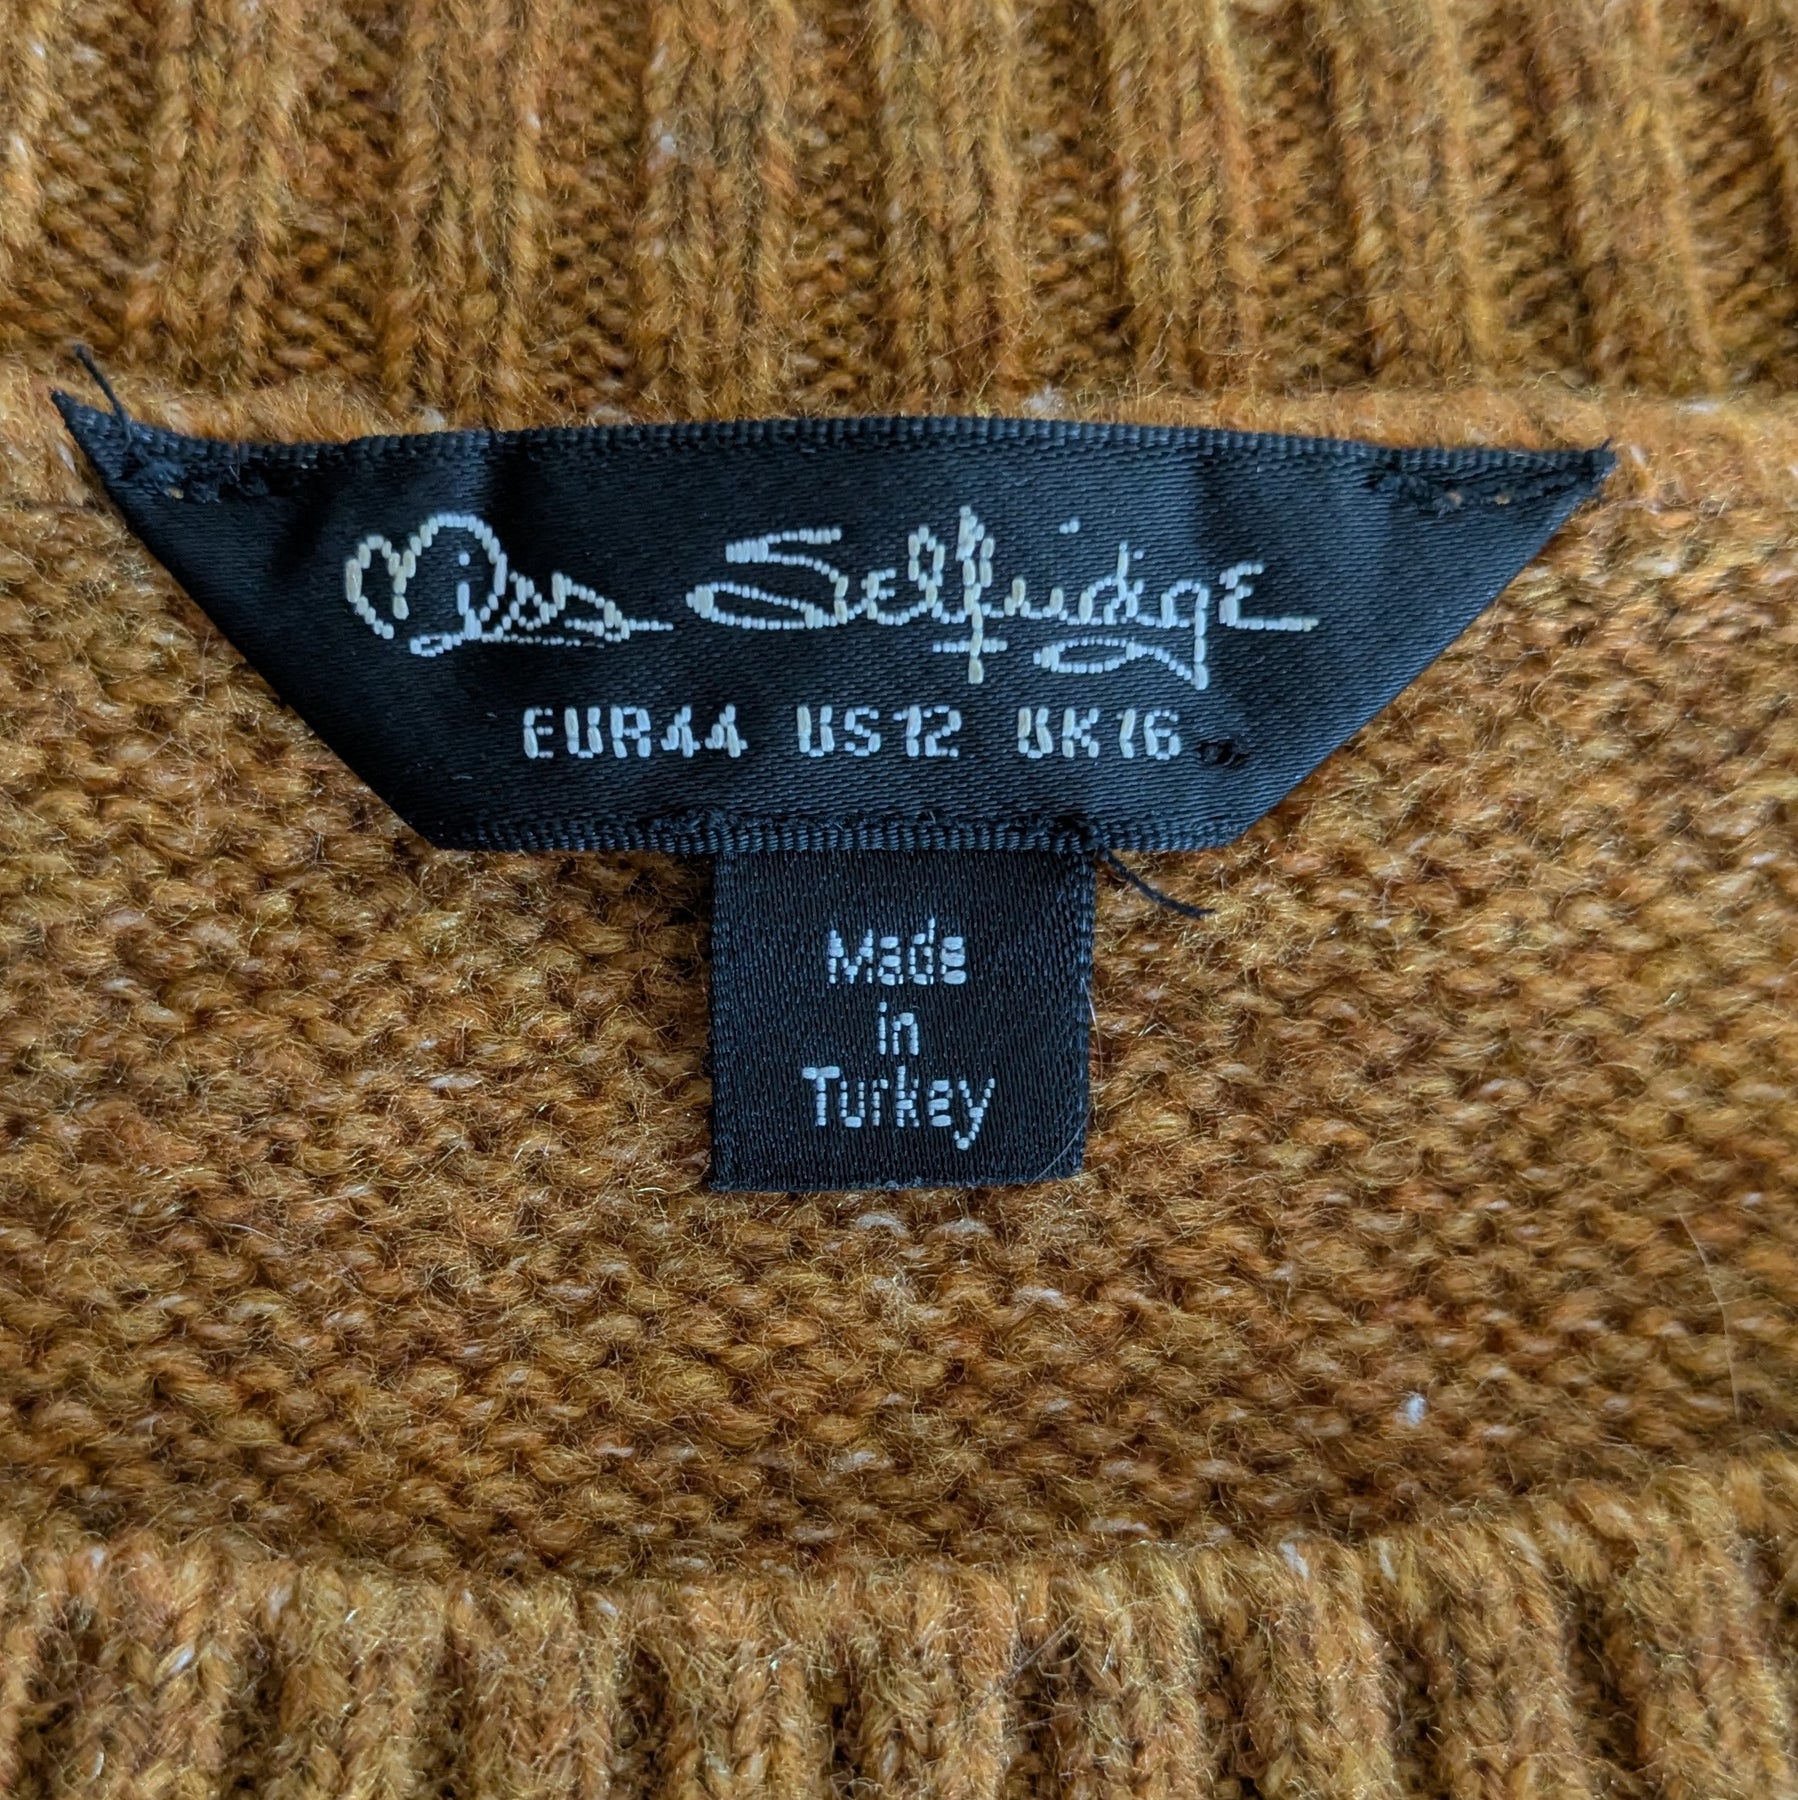 Miss Selfridge
EUR44 US12 UK16
Made
in
Turkey